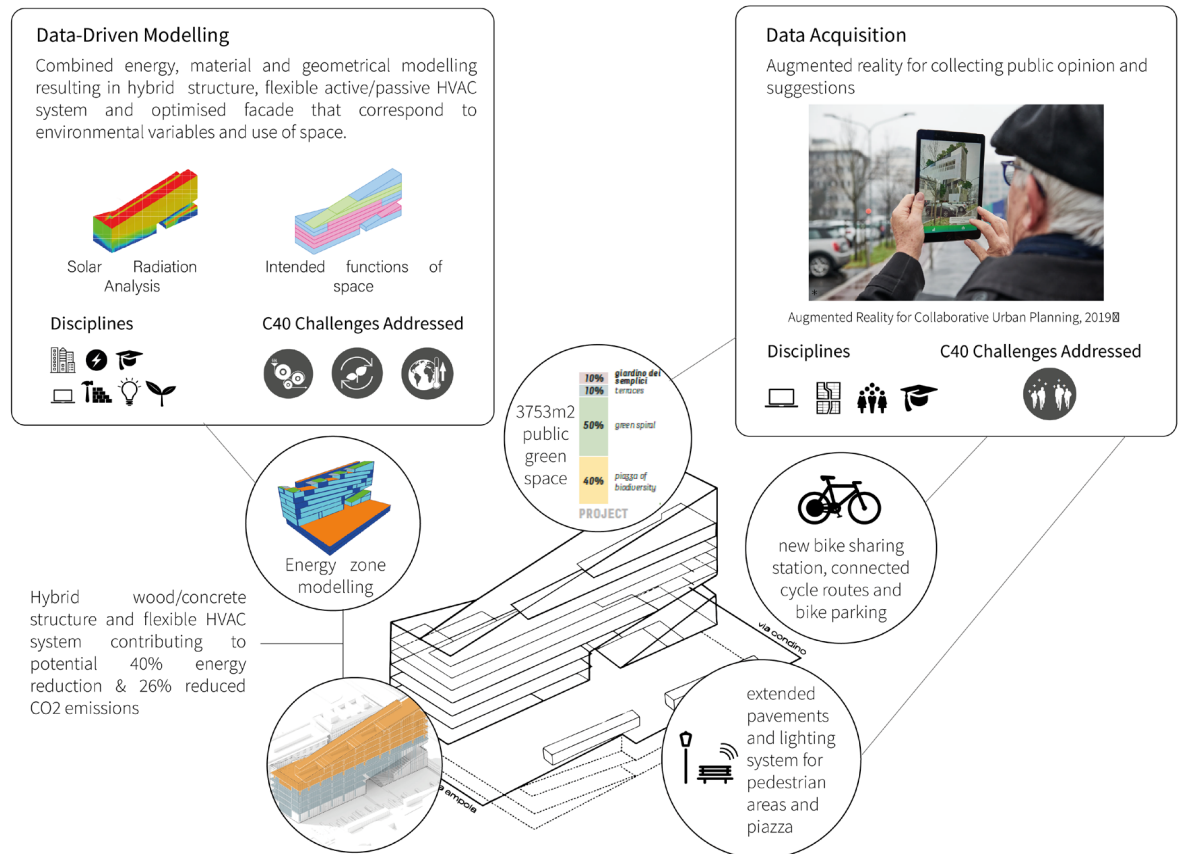 Data-Driven Modelling
Combined energy, material and geometrical modelling
resulting in hybrid structure, flexible active/passive HVAC
system and optimised facade that correspond to
environmental variables and use of space.
Solar Radiation
Analysis
Intended functions of
space
Disciplines
C40 Challenges Addressed
Data Acquisition
Augmented reality for collecting public opinion and
suggestions
Augmented Reality for Collaborative Urban Planning, 2019
Disciplines
C40 Challenges Addressed
3753m2
public
green
space
10%
giardino dei
semplici
10%
terraces
50%
green spiral
40%
piazza of
biodiversity
PROJECT
Energy zone
modelling
new bike sharing
station, connected
cycle routes and
bike parking
Hybrid wood/concrete
structure and flexible HVAC
system contributing to
potential 40% energy
reduction & 26% reduced
CO2 emissions
via condino
extended
pavements
and lighting
system for
pedestrian
areas and
piazza
ampola